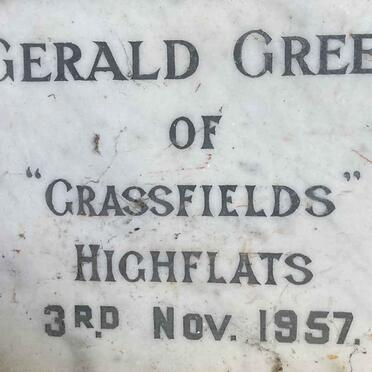 GERALD GREE
OF
"GRASSFIELDS"
HIGHFLATS
3RD. NOV. 1957.